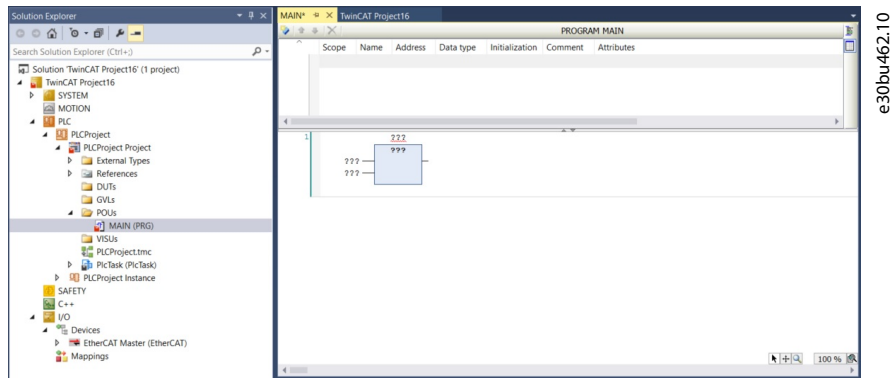 Solution Explorer
Search Solution Explorer (Ctrl+;)
Solution 'TwinCAT Project16' (1 project)
TwinCAT Project16
SYSTEM
MOTION
PLC
PLCProject
PLCProject Project
External Types
References
DUTs
GVLs
POUs
MAIN (PRG)
VISUs
PLCProject.tmc
PlcTask (PlcTask)
PLCProject Instance
SAFETY
C++
I/O
Devices
EtherCAT Master (EtherCAT)
Mappings
MAIN* TwinCAT Project16
PROGRAM MAIN
Scope Name Address Data type Initialization Comment Attributes
1 ???
???
???
???
100 %
e30bu462.10